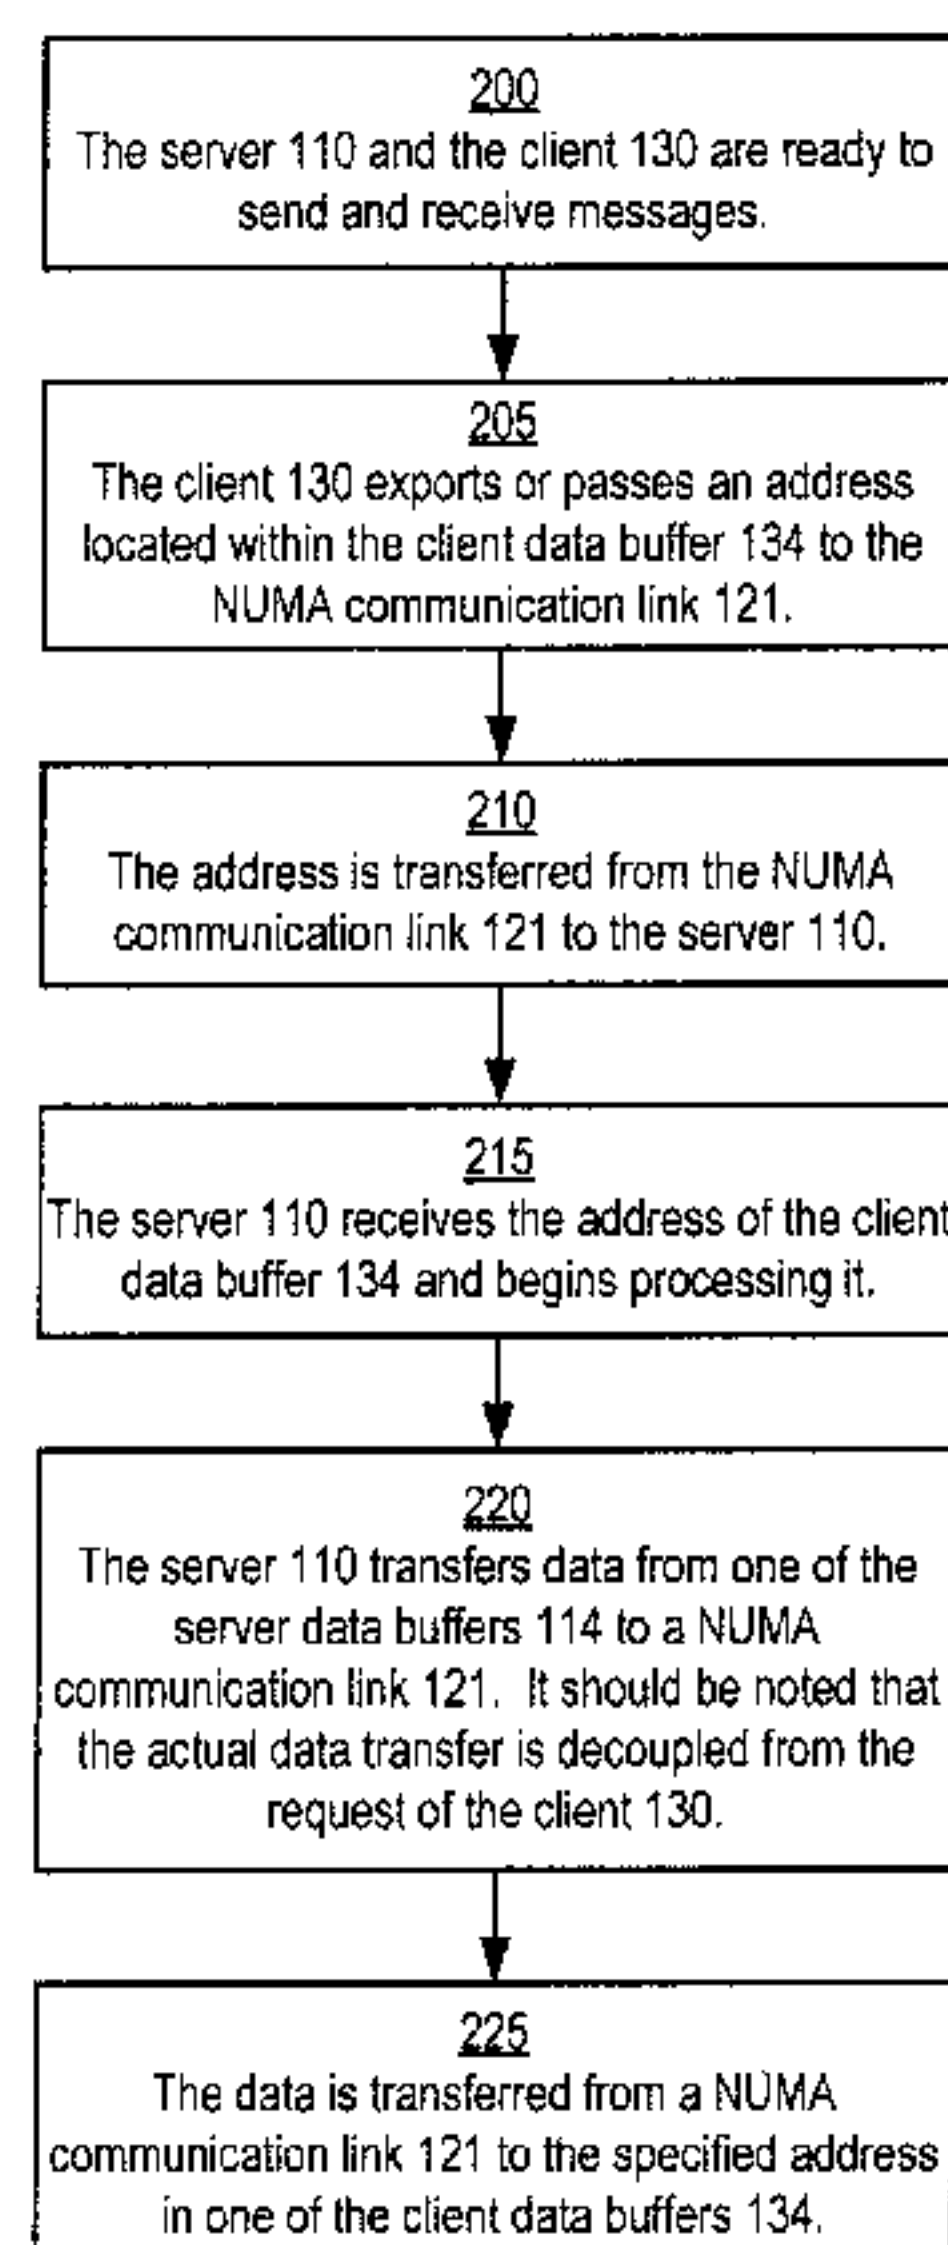 200
The server 110 and the client 130 are ready to
send and receive messages.
205
The client 130 exports or passes an address
located within the client data buffer 134 to the
NUMA communication link 121.
210
The address is transferred from the NUMA
communication link 121 to the server 110.
215
The server 110 receives the address of the client
data buffer 134 and begins processing it.
220
The server 110 transfers data from one of the
server data buffers 114 to a NUMA
communication link 121. It should be noted that
the actual data transfer is decoupled from the
request of the client 130.
225
The data is transferred from a NUMA
communication link 121 to the specified address
in one of the client data buffers 134.